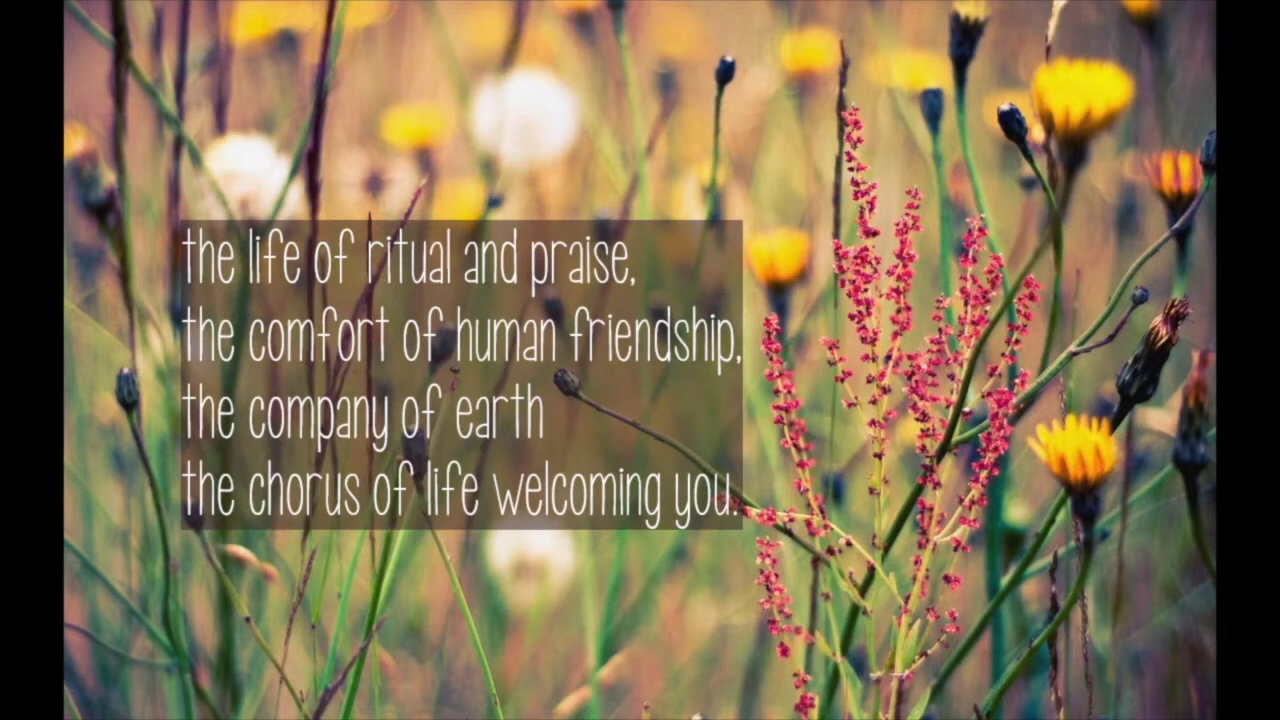 the life of ritual and praise,
the comfort of human friendship,
the company of earth
the chorus of life welcoming you.